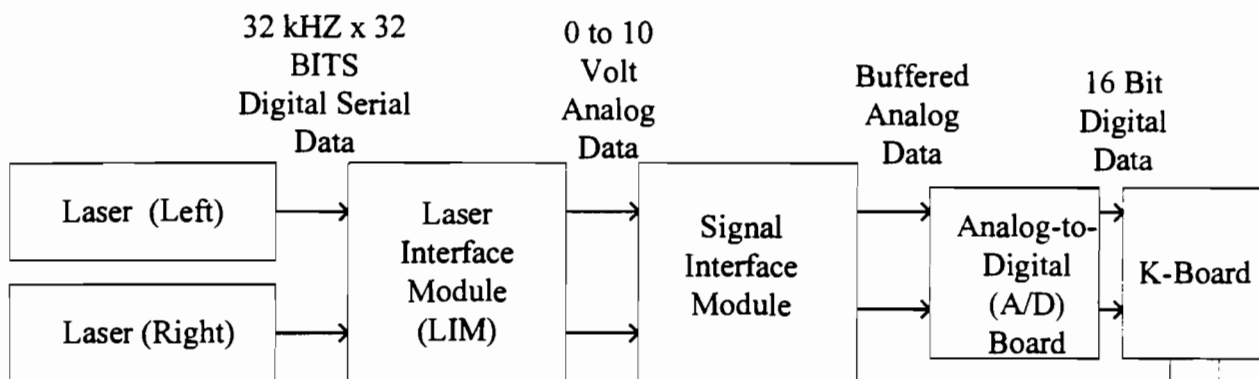 32 kHZ x 32
BITS
Digital Serial
Data
0 to 10
Volt
Analog
Data
Buffered
Analog
Data
16 Bit
Digital
Data
Laser (Left)
Laser (Right)
Laser
Interface
Module
(LIM)
Signal
Interface
Module
Analog-to-
Digital
(A/D)
Board
K-Board